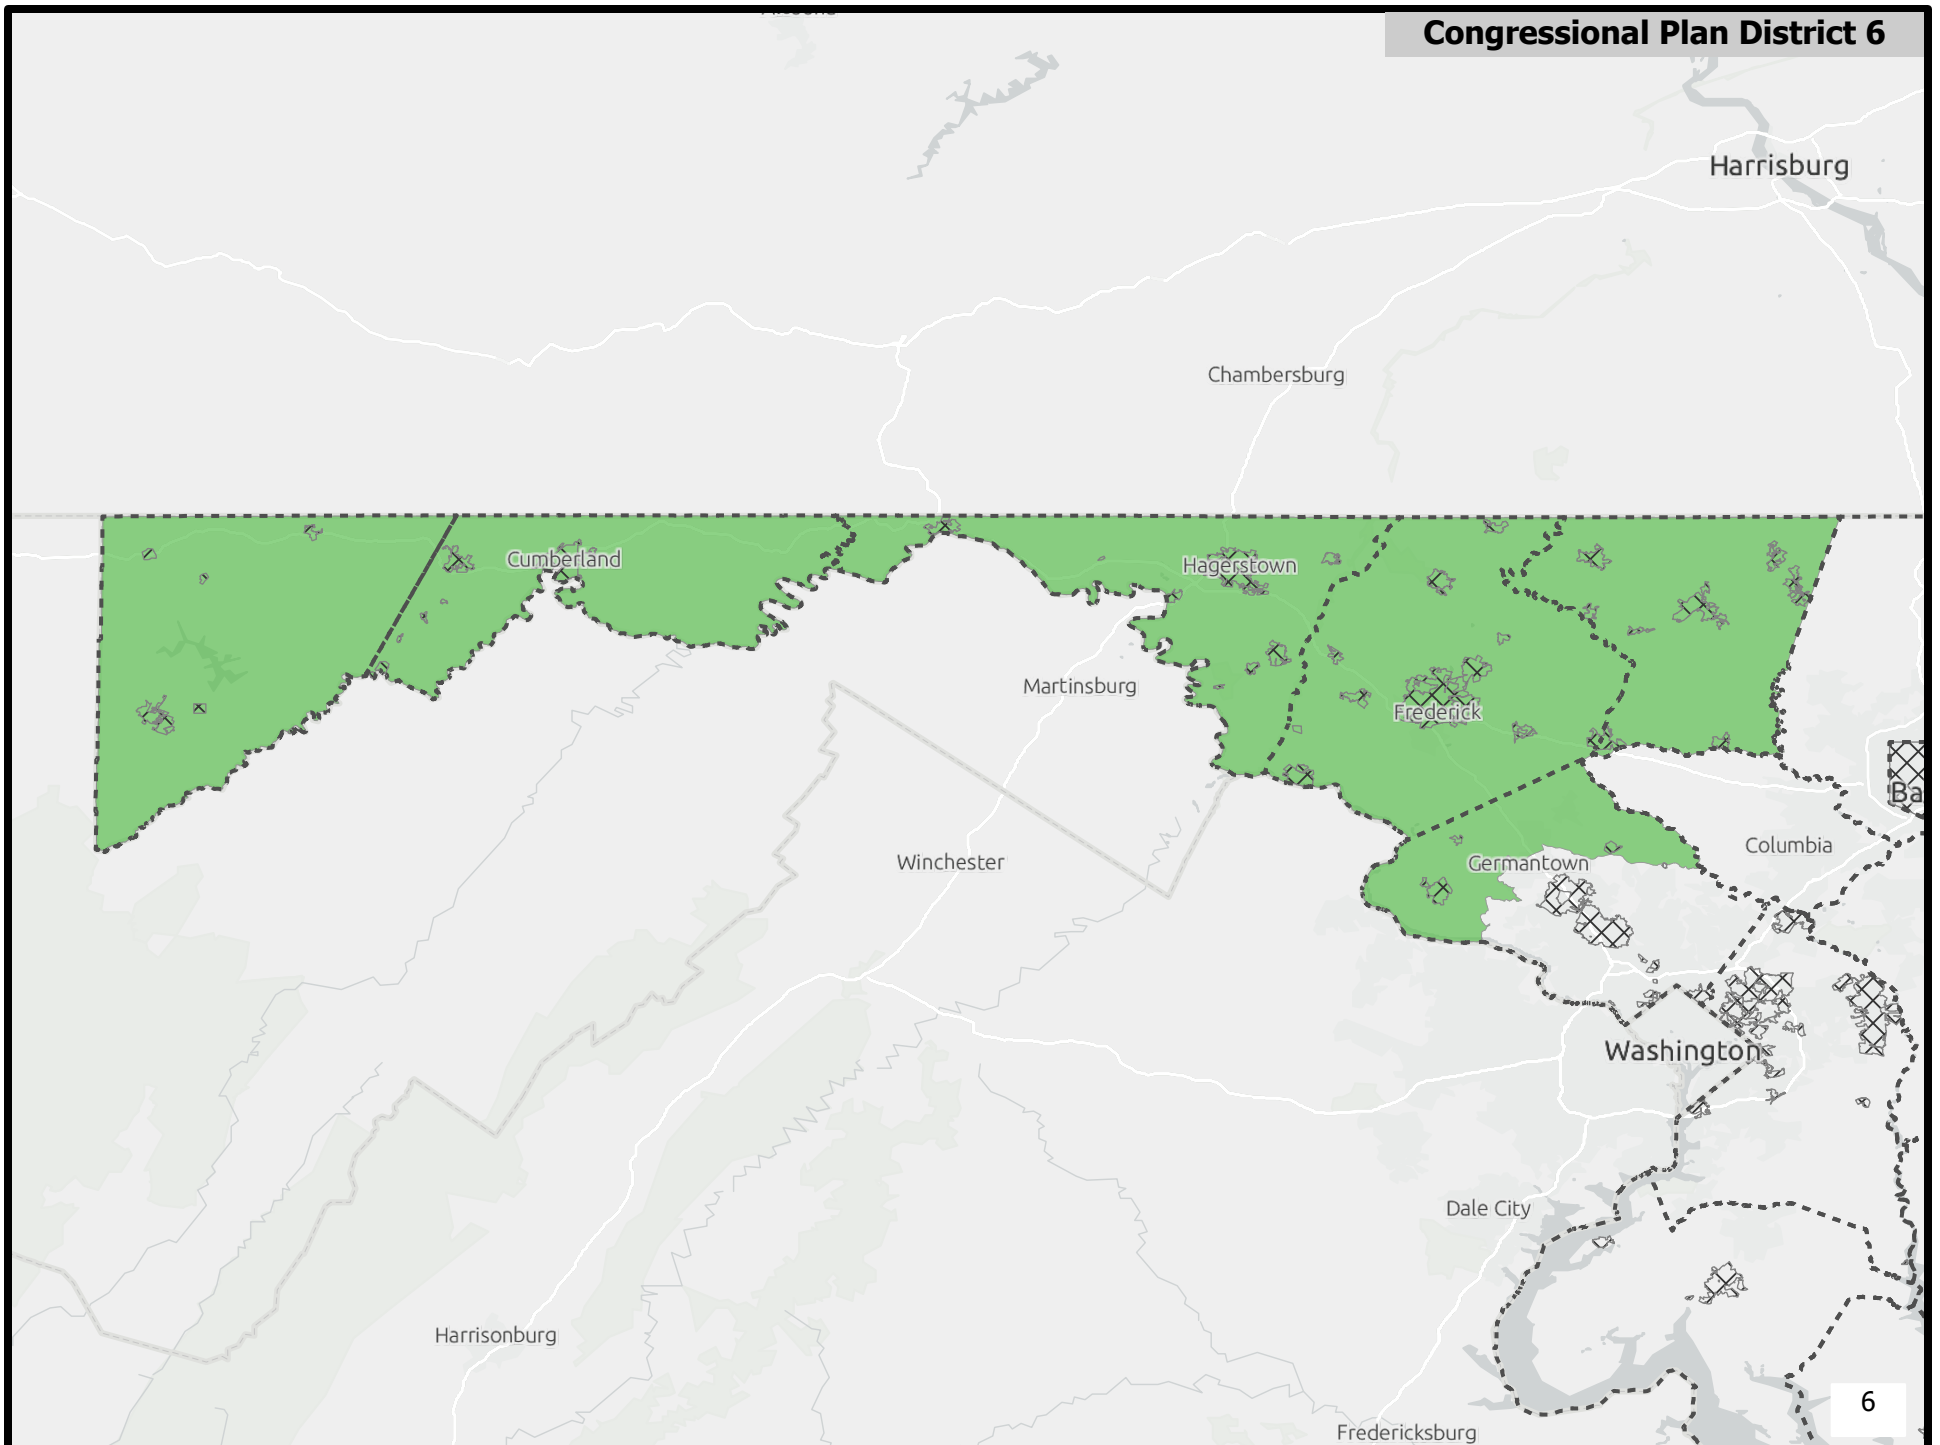 Congressional Plan District 6
Harrisburg
Chambersburg
Cumberland
Hagerstown
Martinsburg
Frederick
Ba
Winchester
Germantown
Columbia
Washington
Dale City
Harrisonburg
Fredericksburg
6